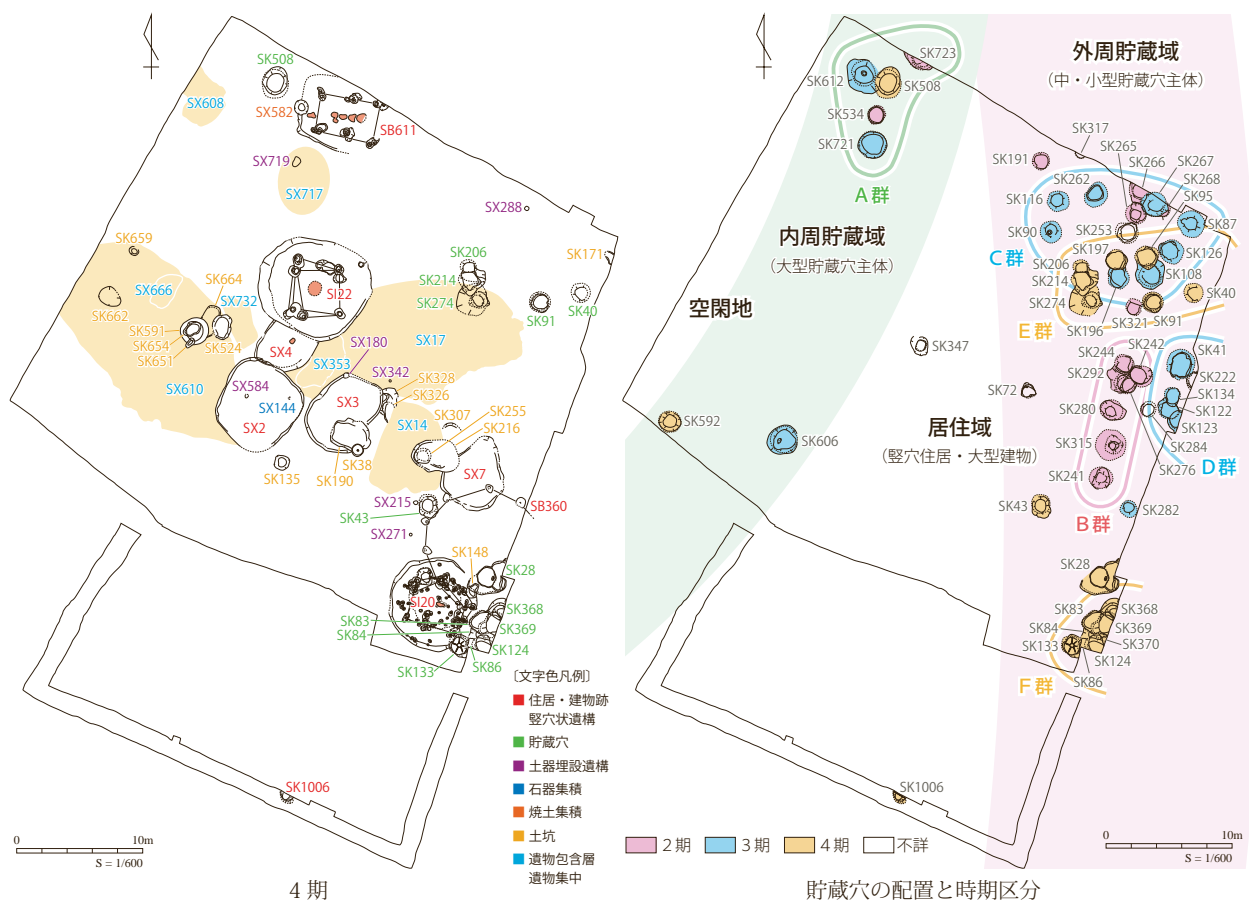 SK508
SX608
SX582
SB611
SX719
SX717
SX288
SK659
SK206
SK171
SK664
SK214
SX666
SX732
SI22
SK274
SK40
SK662
SK91
SK591
SK654
SK524
SK651
SX17
SX4
SX180
SX353
SX342
SK328
SX610
SX584
SK326
SX144
SX3
SK307
SK255
SX2
SX14
SK216
SK38
SX7
SK135
SK190
SX215
SB360
SK43
SX271
SK148
SK28
SI20
SK368
SK83
SK369
SK84
SK124
SK133
SK86
〔文字色凡例〕
住居・建物跡
竪穴状遺構
貯蔵穴
土器埋設遺構
石器集積
焼土集積
土坑
遺物包含層
遺物集中
SK1006
0
10m
S = 1/600
4 期
SK723
外周貯蔵域
（中・小型貯蔵穴主体）
SK612
SK508
SK534
SK721
A 群
SK317
SK265
SK191
SK266
SK267
SK262
SK268
SK116
SK95
SK87
SK90
SK253
C 群
SK197
SK126
SK206
SK108
SK214
SK274
SK40
E 群
SK321
SK91
SK196
内周貯蔵域
（大型貯蔵穴主体）
空閑地
SK347
SK242
SK41
SK244
SK292
SK222
SK72
SK134
SK280
SK122
SK123
SK592
SK606
居住域
（竪穴住居・大型建物）
SK315
SK284
D 群
SK276
SK241
SK43
B 群
SK282
SK28
SK83
SK368
SK84
SK369
SK133
SK370
SK124
SK86
F 群
SK1006
2 期
3 期
4 期
不詳
0
10m
S = 1/600
貯蔵穴の配置と時期区分